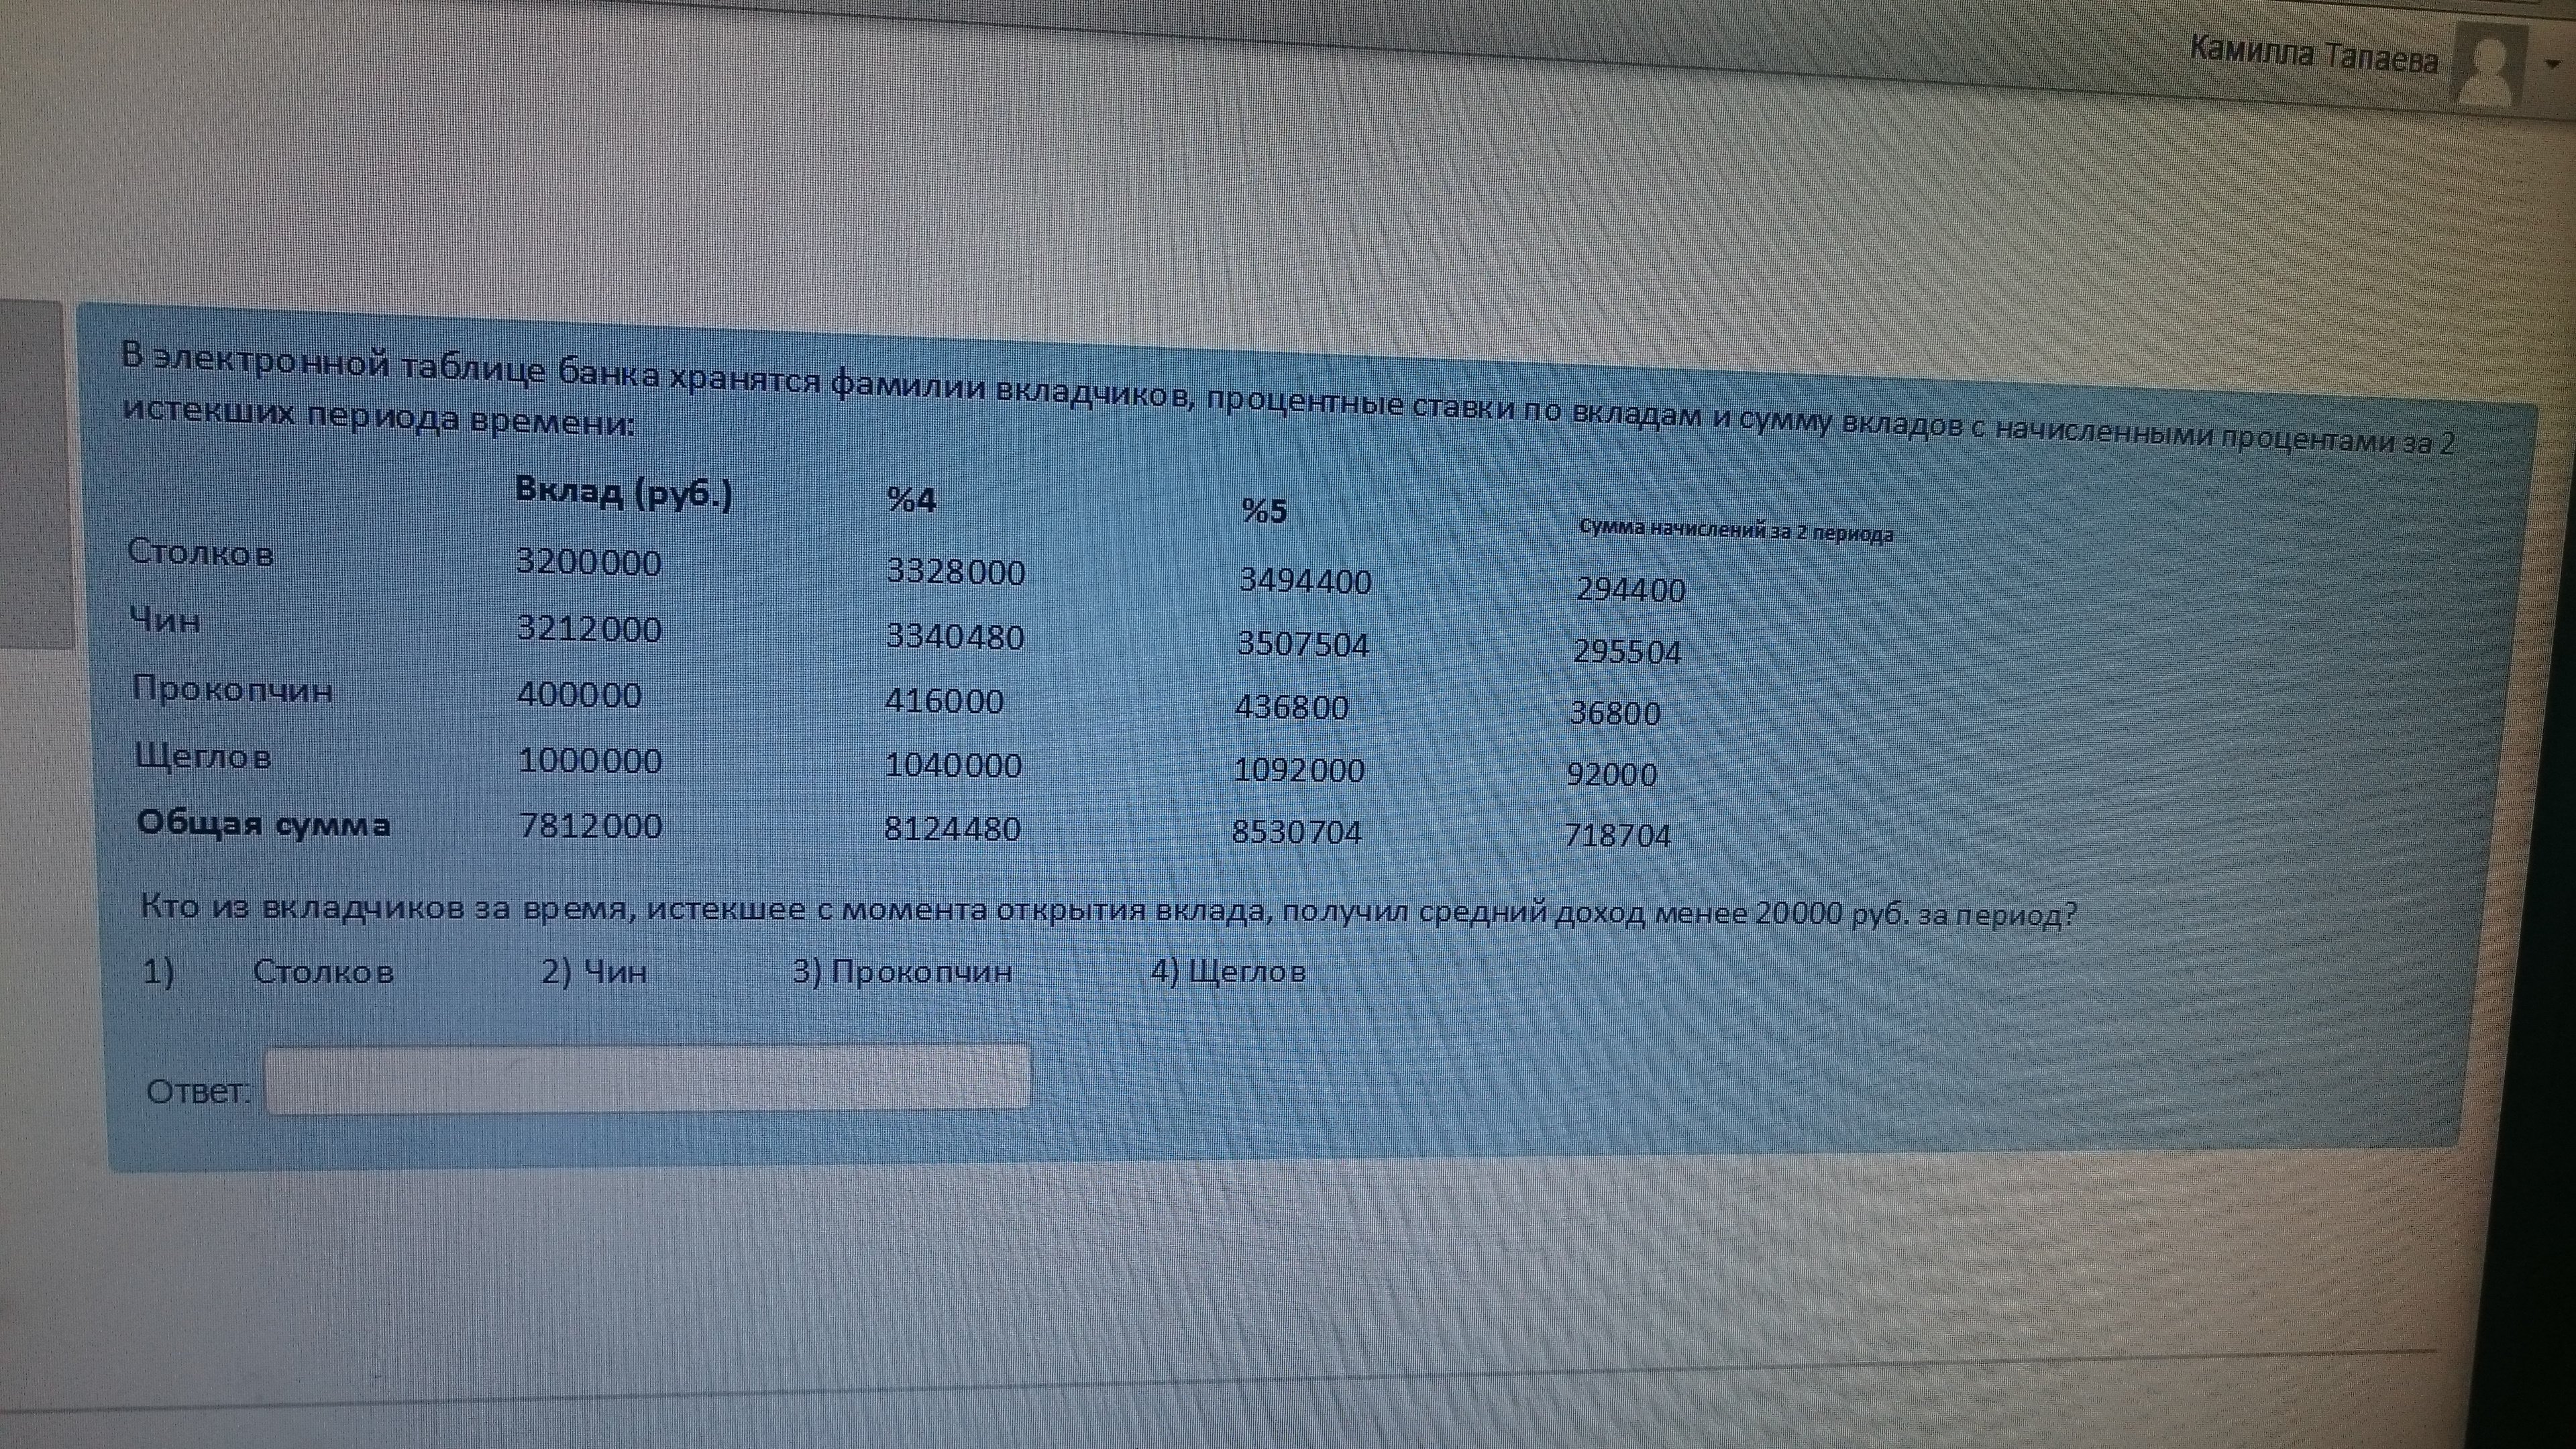 Камилла Тапаева
В электронной таблице банка хранятся фамилии вкладчиков, процентные ставки по вкладам и сумму вкладов с начисленными процентами за 2
истекших периода времени:
Вклад (руб.) %4 %5 Сумма начислений за 2 периода
Столков 3200000 3328000 3494400 294400
Чин 3212000 3340480 3507504 295504
Прокопчин 400000 416000 436800 36800
Щеглов 1000000 1040000 1092000 92000
Общая сумма 7812000 8124480 8530704 718704
Кто из вкладчиков за время, истекшее с момента открытия вклада, получил средний доход менее 20000 руб. за период?
1) Столков 2) Чин 3) Прокопчин 4) Щеглов
Ответ: